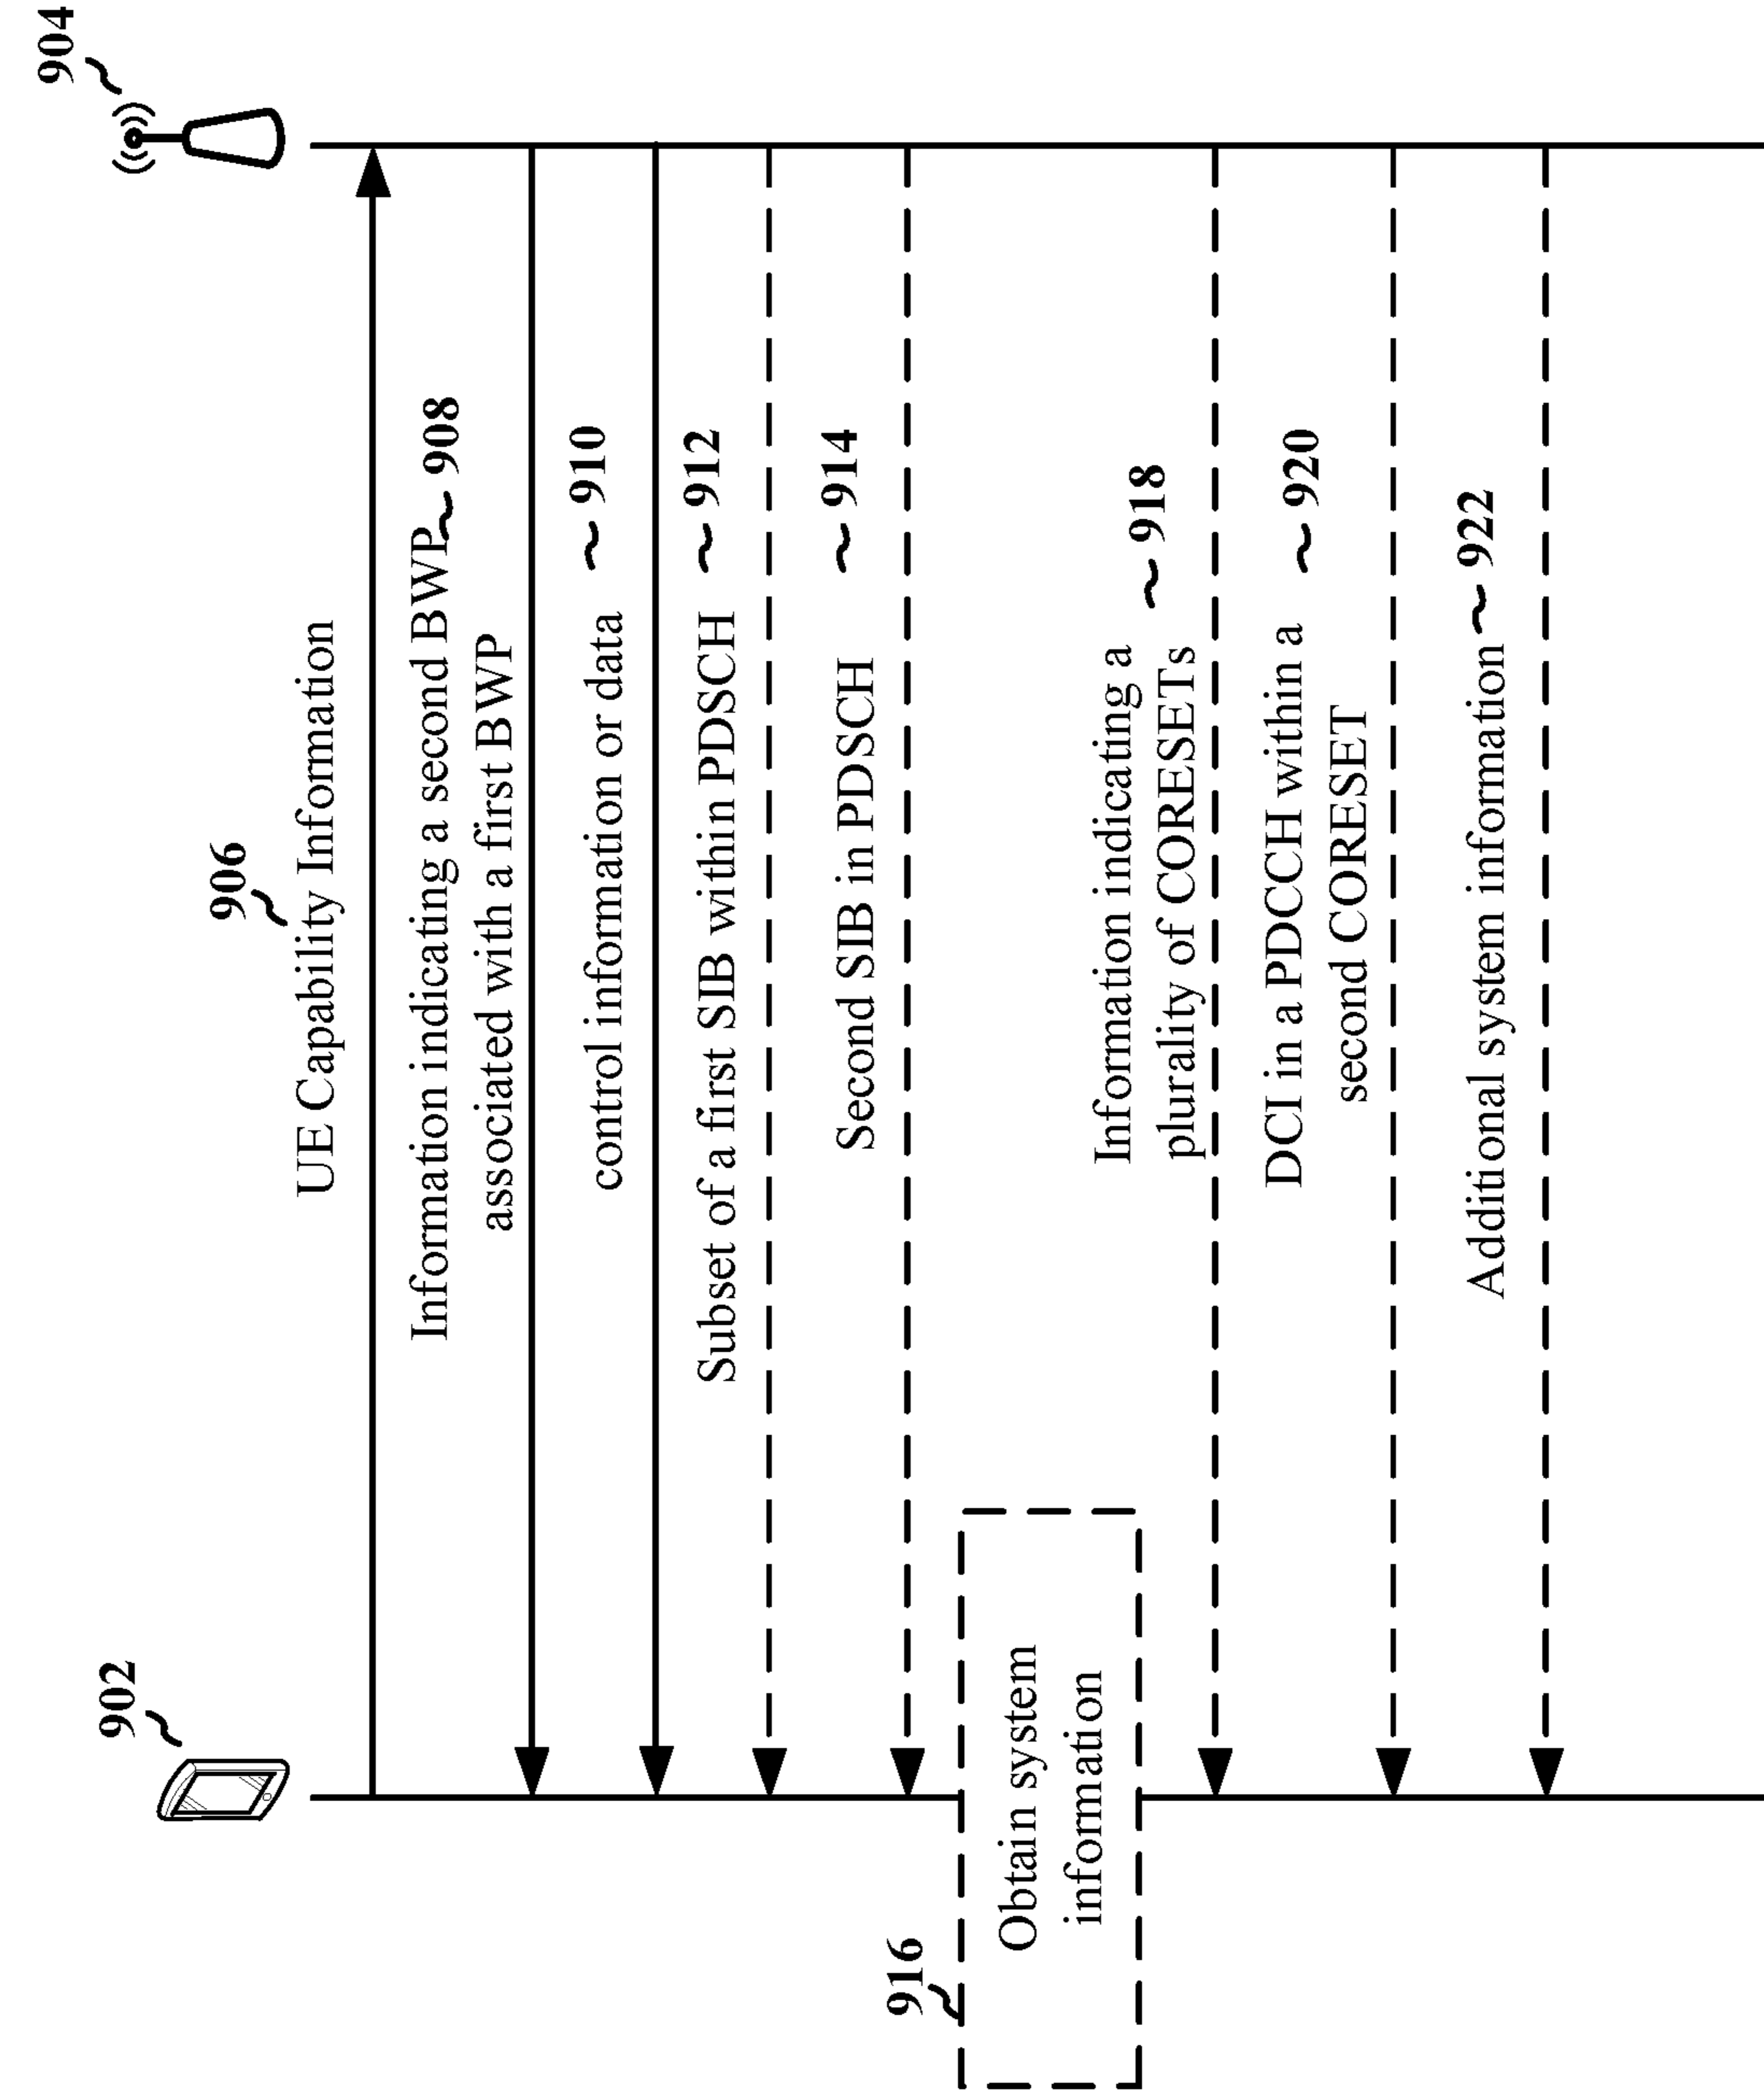 902
904
906
UE Capability Information
Information indicating a second BWP 908
associated with a first BWP
control information or data 910
Subset of a first SIB within PDSCH 912
Second SIB in PDSCH 914
916
Obtain system
information
Information indicating a 918
plurality of CORESETs
DCI in a PDCCH within a 920
second CORESET
Additional system information 922